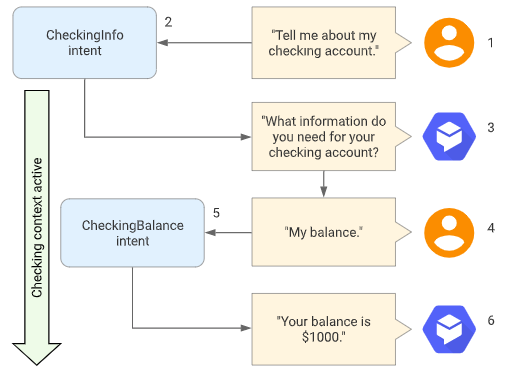 CheckingInfo
intent
2
"Tell me about my
checking account."
1
"What information do
you need for your
checking account?
3
Checking context active
CheckingBalance
intent
5
"My balance."
4
"Your balance is
$1000."
6